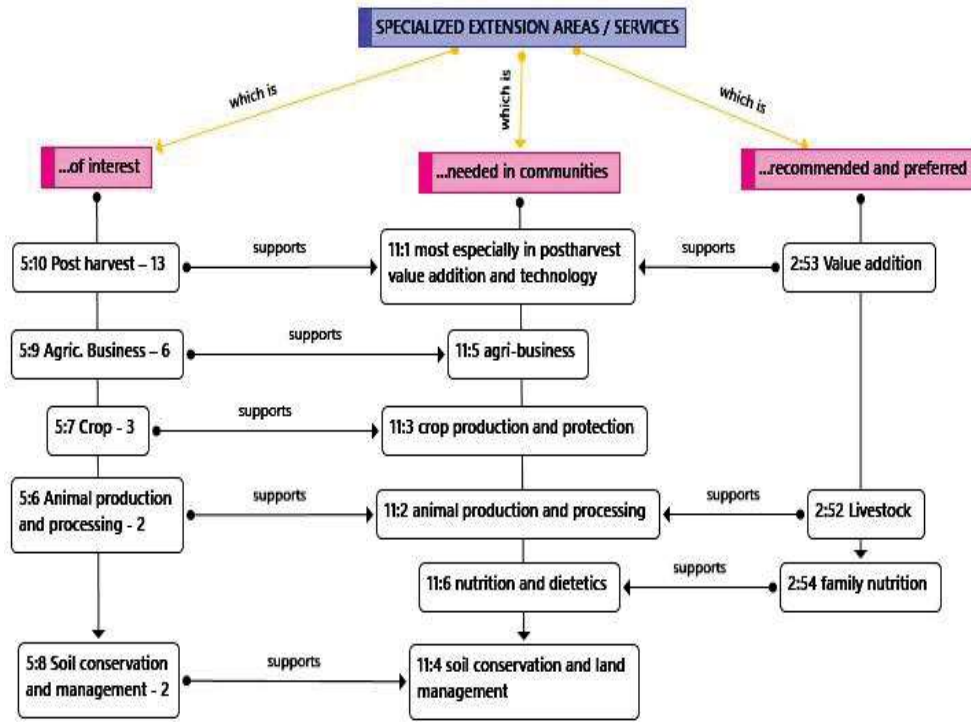 SPECIALIZED EXTENSION AREAS / SERVICES
which is
which is
which is
...of interest
...needed in communities
...recommended and preferred
5:10 Post harvest – 13
supports
11:1 most especially in postharvest
value addition and technology
supports
2:53 Value addition
5:9 Agric. Business – 6
supports
11:5 agri-business
5:7 Crop - 3
supports
11:3 crop production and protection
5:6 Animal production
and processing - 2
supports
11:2 animal production and processing
supports
2:52 Livestock
11:6 nutrition and dietetics
supports
2:54 family nutrition
5:8 Soil conservation
and management - 2
supports
11:4 soil conservation and land
management